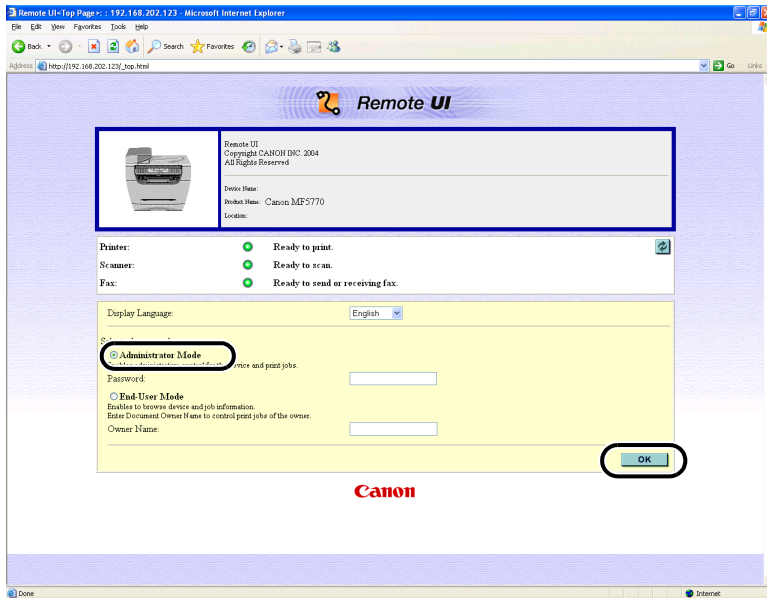 Remote UI<Top Page>: : 192.168.202.123 - Microsoft Internet Explorer
File Edit View Favorites Tools Help
Back Search Favorites
Address http://192.168.202.123/_top.html Go Links
Remote UI
Remote UI
Copyright CANON INC. 2004
All Rights Reserved
Device Name:
Product Name: Canon MF5770
Location:
Printer: Ready to print.
Scanner: Ready to scan.
Fax: Ready to send or receiving fax.
Display Language: English
Administrator Mode
and print jobs.
Password:
End-User Mode
Enables to browse device and job information.
Enter Document Owner Name to control print jobs of the owner.
Owner Name:
OK
Canon
Done Internet